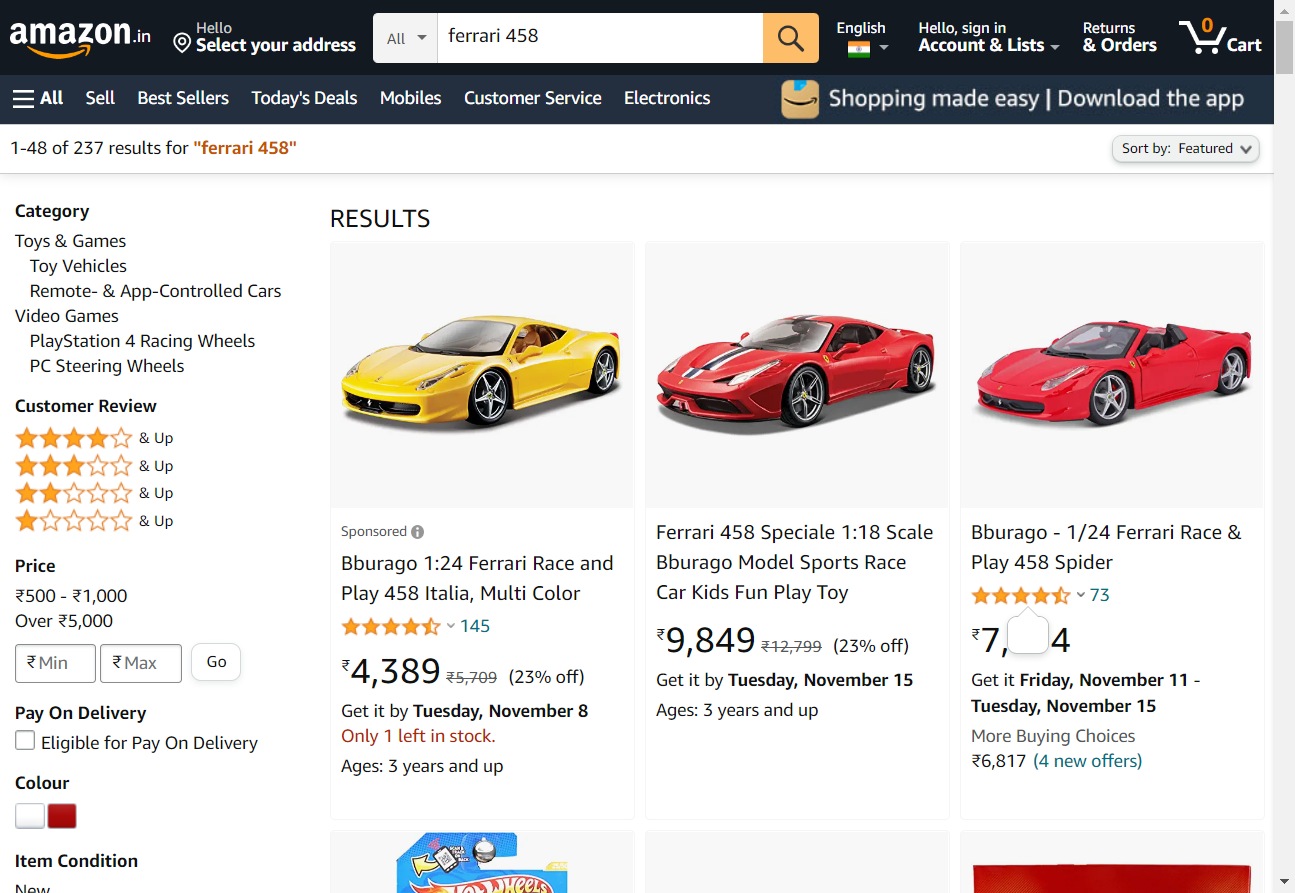 amazon.in
Hello
Select your address
All
ferrari 458
English
Hello, sign in
Account & Lists
Returns
& Orders
0
Cart
All
Sell
Best Sellers
Today's Deals
Mobiles
Customer Service
Electronics
Shopping made easy | Download the app
1-48 of 237 results for "ferrari 458"
Sort by: Featured
Category
Toys & Games
Toy Vehicles
Remote- & App-Controlled Cars
Video Games
PlayStation 4 Racing Wheels
PC Steering Wheels
Customer Review
& Up
& Up
& Up
& Up
Price
₹500 - ₹1,000
Over ₹5,000
₹ Min
₹ Max
Go
Pay On Delivery
Eligible for Pay On Delivery
Colour
Item Condition
New
RESULTS
Sponsored
Bburago 1:24 Ferrari Race and
Play 458 Italia, Multi Color
145
₹4,389 ₹5,709 (23% off)
Get it by Tuesday, November 8
Only 1 left in stock.
Ages: 3 years and up
Ferrari 458 Speciale 1:18 Scale
Bburago Model Sports Race
Car Kids Fun Play Toy
₹9,849 ₹12,799 (23% off)
Get it by Tuesday, November 15
Ages: 3 years and up
Bburago - 1/24 Ferrari Race &
Play 458 Spider
73
Get it Friday, November 11 -
Tuesday, November 15
More Buying Choices
₹6,817 (4 new offers)
HOT WHEELS